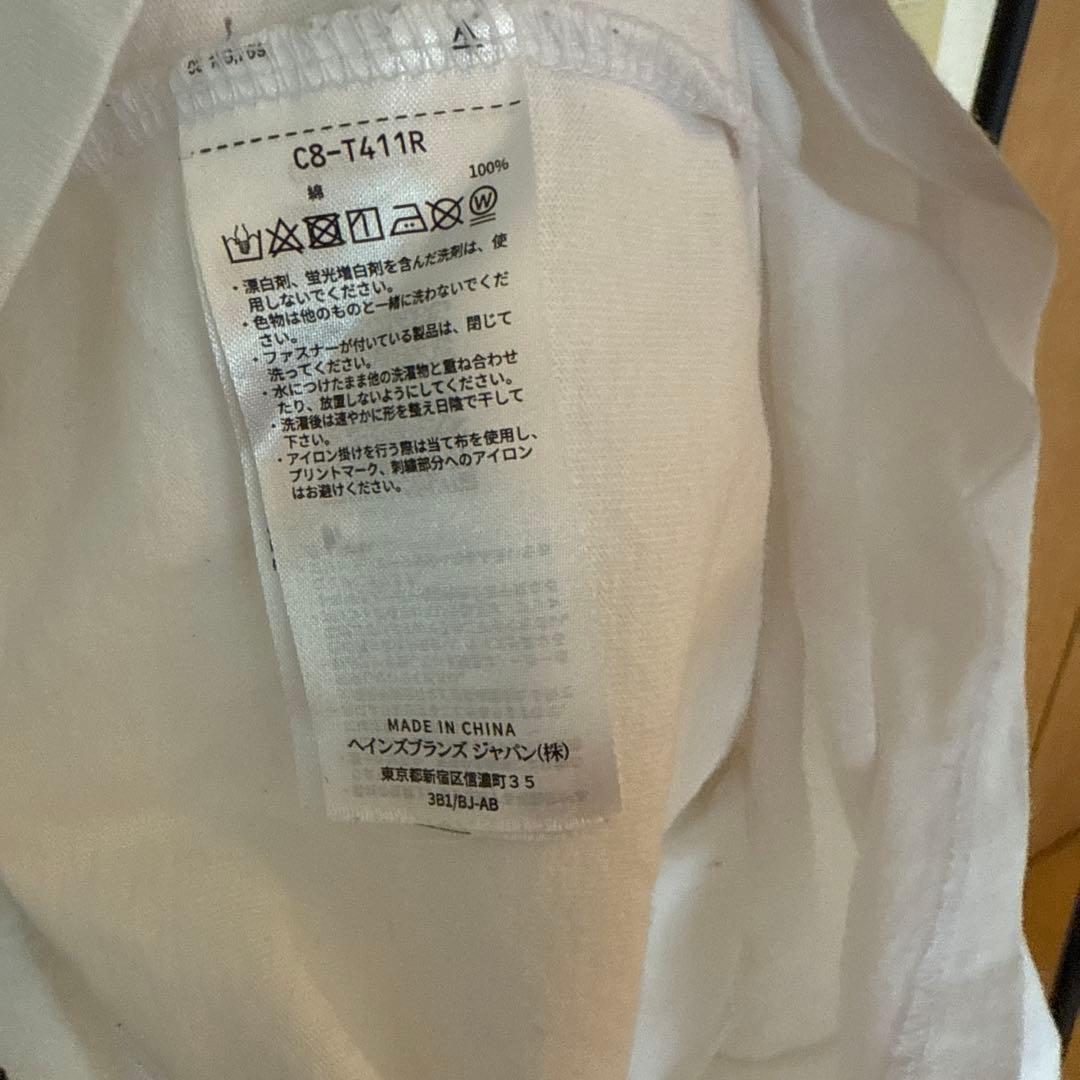 C8-T411R
綿 100%
・漂白剤、蛍光増白剤を含んだ洗剤は、使
用しないでください。
・色物は他のものと一緒に洗わないでくだ
さい。
・ファスナーが付いている製品は、閉じて
洗ってください。
・水につけたまま他の洗濯物と重ね合わせ
たり、放置しないようにしてください。
・洗濯後は速やかに形を整え日陰で干して
下さい。
・アイロン掛けを行う際は当て布を使用し、
プリントマーク、刺繍部分へのアイロン
はお避けください。
MADE IN CHINA
ヘインズブランズ ジャパン(株)
東京都新宿区信濃町３５
3B1/BJ-AB